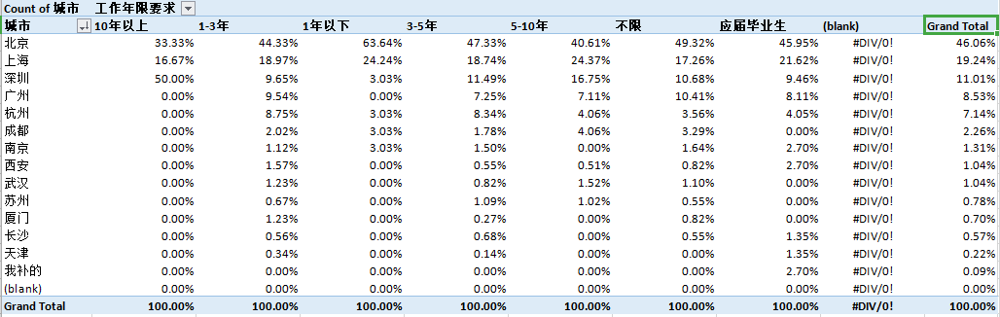 Count of 城市 工作年限要求
城市 10年以上 1-3年 1年以下 3-5年 5-10年 不限 应届毕业生 (blank) Grand Total
北京 33.33% 44.33% 63.64% 47.33% 40.61% 49.32% 45.95% #DIV/0! 46.06%
上海 16.67% 18.97% 24.24% 18.74% 24.37% 17.26% 21.62% #DIV/0! 19.24%
深圳 50.00% 9.65% 3.03% 11.49% 16.75% 10.68% 9.46% #DIV/0! 11.01%
广州 0.00% 9.54% 0.00% 7.25% 7.11% 10.41% 8.11% #DIV/0! 8.53%
杭州 0.00% 8.75% 3.03% 8.34% 4.06% 3.56% 4.05% #DIV/0! 7.14%
成都 0.00% 2.02% 3.03% 1.78% 4.06% 3.29% 0.00% #DIV/0! 2.26%
南京 0.00% 1.12% 3.03% 1.50% 0.00% 1.64% 2.70% #DIV/0! 1.31%
西安 0.00% 1.57% 0.00% 0.55% 0.51% 0.82% 2.70% #DIV/0! 1.04%
武汉 0.00% 1.23% 0.00% 0.82% 1.52% 1.10% 0.00% #DIV/0! 1.04%
苏州 0.00% 0.67% 0.00% 1.09% 1.02% 0.55% 0.00% #DIV/0! 0.78%
厦门 0.00% 1.23% 0.00% 0.27% 0.00% 0.82% 0.00% #DIV/0! 0.70%
长沙 0.00% 0.56% 0.00% 0.68% 0.00% 0.55% 1.35% #DIV/0! 0.57%
天津 0.00% 0.34% 0.00% 0.14% 0.00% 0.00% 1.35% #DIV/0! 0.22%
我补的 0.00% 0.00% 0.00% 0.00% 0.00% 0.00% 2.70% #DIV/0! 0.09%
(blank) 0.00% 0.00% 0.00% 0.00% 0.00% 0.00% 0.00% #DIV/0! 0.00%
Grand Total 100.00% 100.00% 100.00% 100.00% 100.00% 100.00% 100.00% #DIV/0! 100.00%